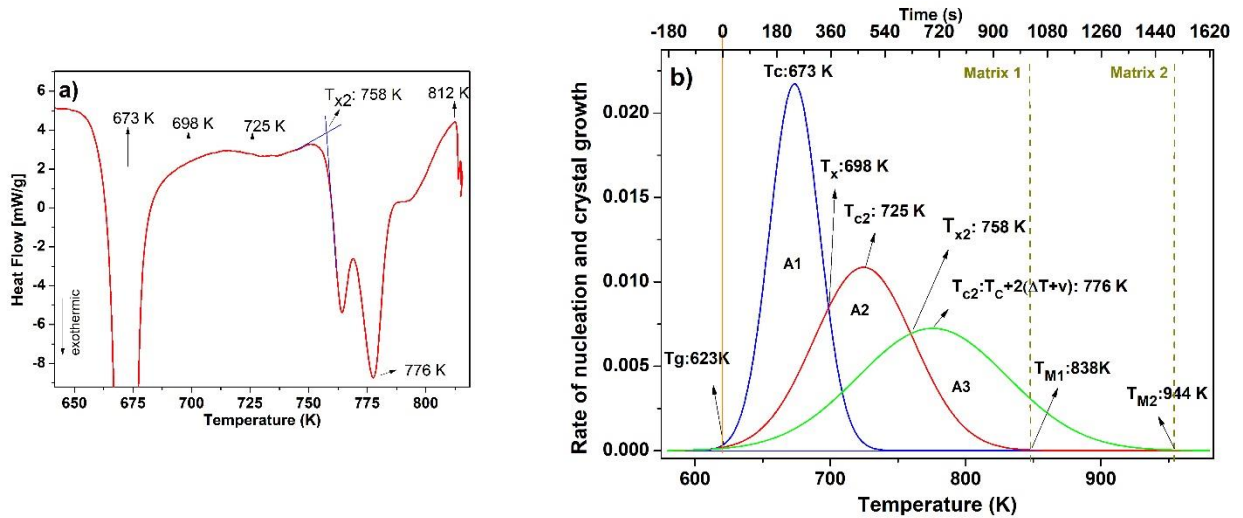 a)
6
4
2
0
-2
-4
-6
-8
Heat Flow [mW/g]
exothermic
673 K
698 K
725 K
Tx2: 758 K
812 K
776 K
650
675
700
725
750
775
800
Temperature (K)
Time (s)
-180 0 180 360 540 720 900 1080 1260 1440 1620
b)
0.020
0.015
0.010
0.005
0.000
Rate of nucleation and crystal growth
Tc:673 K
Matrix 1
Matrix 2
Tx:698 K
Tc2: 725 K
Tx2: 758 K
A1
A2
Tc2:Tc+2(ΔT+ν): 776 K
Tg:623K
A3
TM1:838K
TM2:944 K
600 700 800 900
Temperature (K)